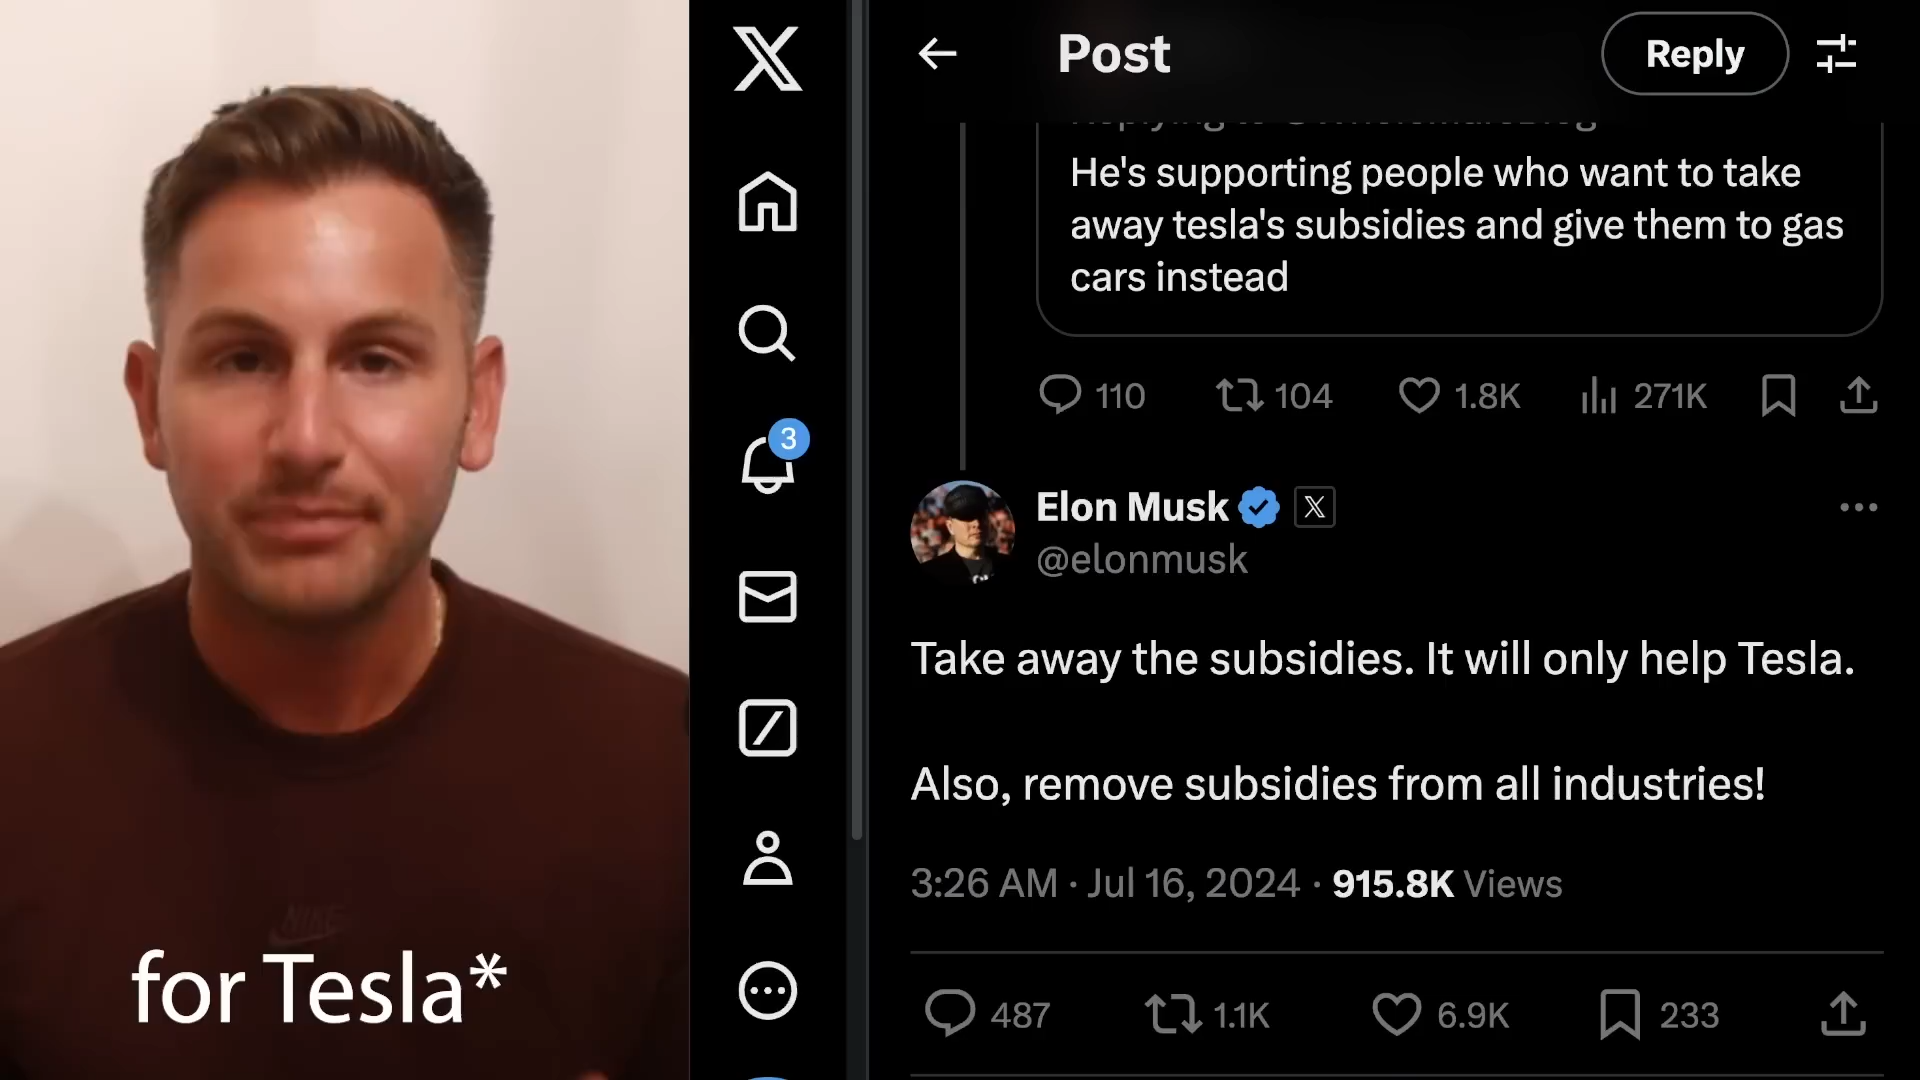 Post
Reply
He's supporting people who want to take
away tesla's subsidies and give them to gas
cars instead
110 104 1.8K 271K
3
Elon Musk
@elonmusk
Take away the subsidies. It will only help Tesla.
Also, remove subsidies from all industries!
3:26 AM · Jul 16, 2024 · 915.8K Views
487 1.1K 6.9K 233
NIKE
for Tesla*